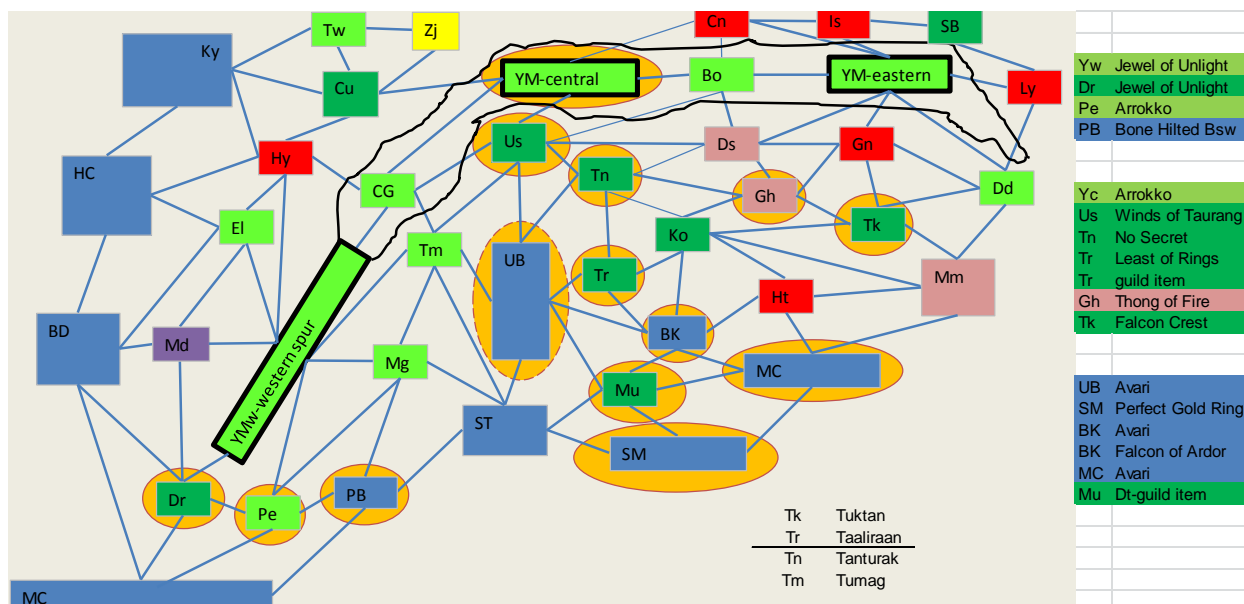 Ky
Tw
Zj
Cn
Is
SB
Cu
YM-central
Bo
YM-eastern
Ly
HC
Hy
CG
Us
Ds
Gn
Dd
El
Tn
Gh
Tk
Tm
UB
Ko
Tr
Mm
BD
Md
YMw-western spur
Mg
Ht
BK
MC
Mu
ST
SM
Dr
Pe
PB
MC
Tk Tuktan
Tr Taaliraan
Tn Tanturak
Tm Tumag
Yw Jewel of Unlight
Dr Jewel of Unlight
Pe Arrokko
PB Bone Hilted Bsw
Yc Arrokko
Us Winds of Taurang
Tn No Secret
Tr Least of Rings
Tr guild item
Gh Thong of Fire
Tk Falcon Crest
UB Avari
SM Perfect Gold Ring
BK Avari
BK Falcon of Ardor
MC Avari
Mu Dt-guild item